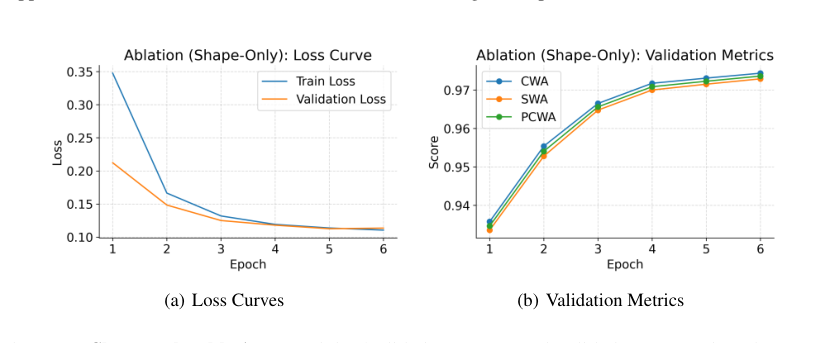 Ablation (Shape-Only): Loss Curve
Train Loss
Validation Loss
0.35
0.30
0.25
0.20
0.15
0.10
Loss
1 2 3 4 5 6
Epoch
(a) Loss Curves
Ablation (Shape-Only): Validation Metrics
CWA
SWA
PCWA
0.97
0.96
0.95
0.94
Score
1 2 3 4 5 6
Epoch
(b) Validation Metrics